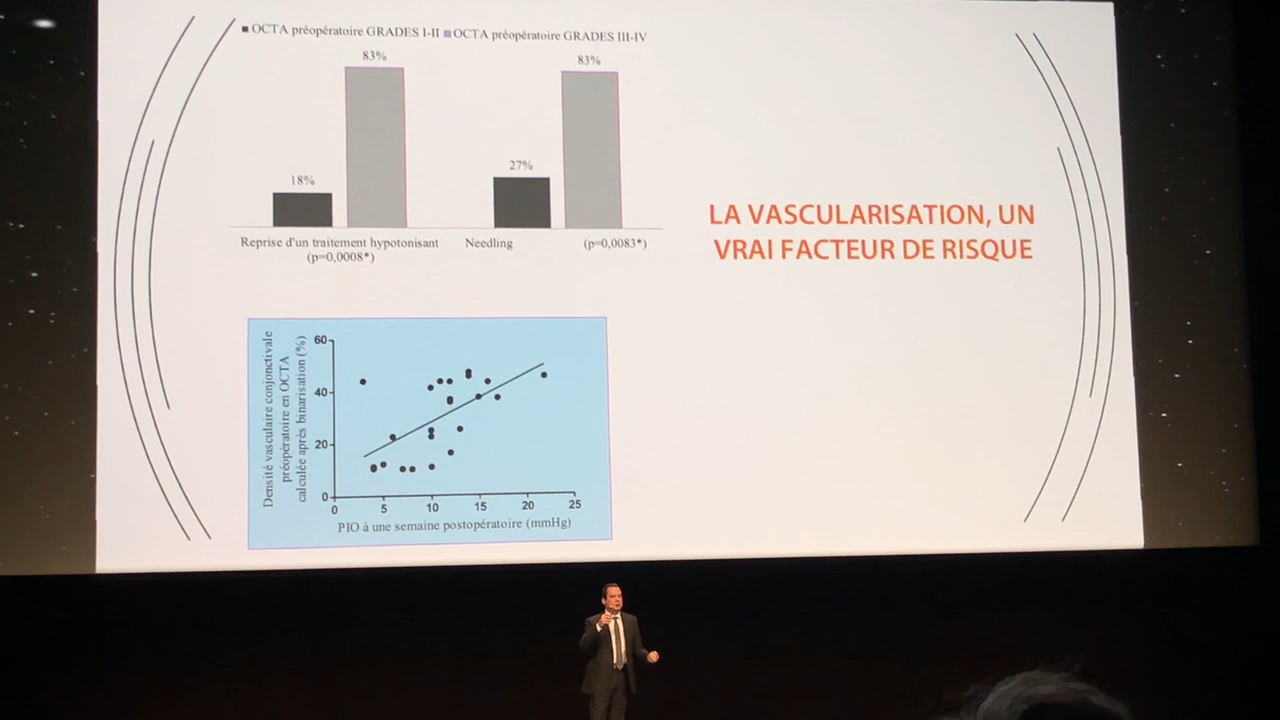 OCTA préopératoire GRADES I-II OCTA préopératoire GRADES III-IV
83%
83%
18%
27%
Reprise d'un traitement hypotonisant
(p=0,0008*)
Needling
(p=0,0083*)
LA VASCULARISATION, UN
VRAI FACTEUR DE RISQUE
Densité vasculaire conjonctivale
préopératoire en OCTA
calculée après binarisation (%)
60
40
20
0
0 5 10 15 20 25
PIO à une semaine postopératoire (mmHg)